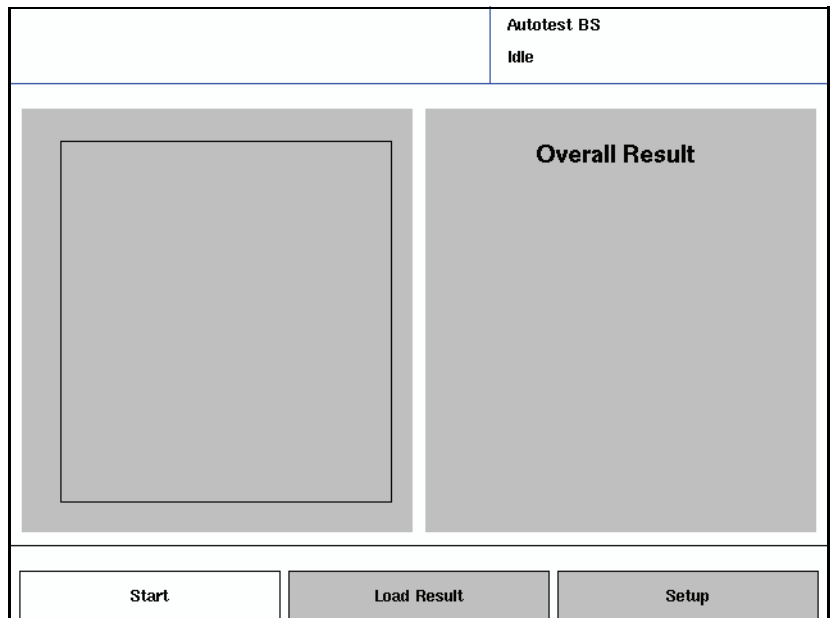 Autotest BS
Idle
Overall Result
Start
Load Result
Setup